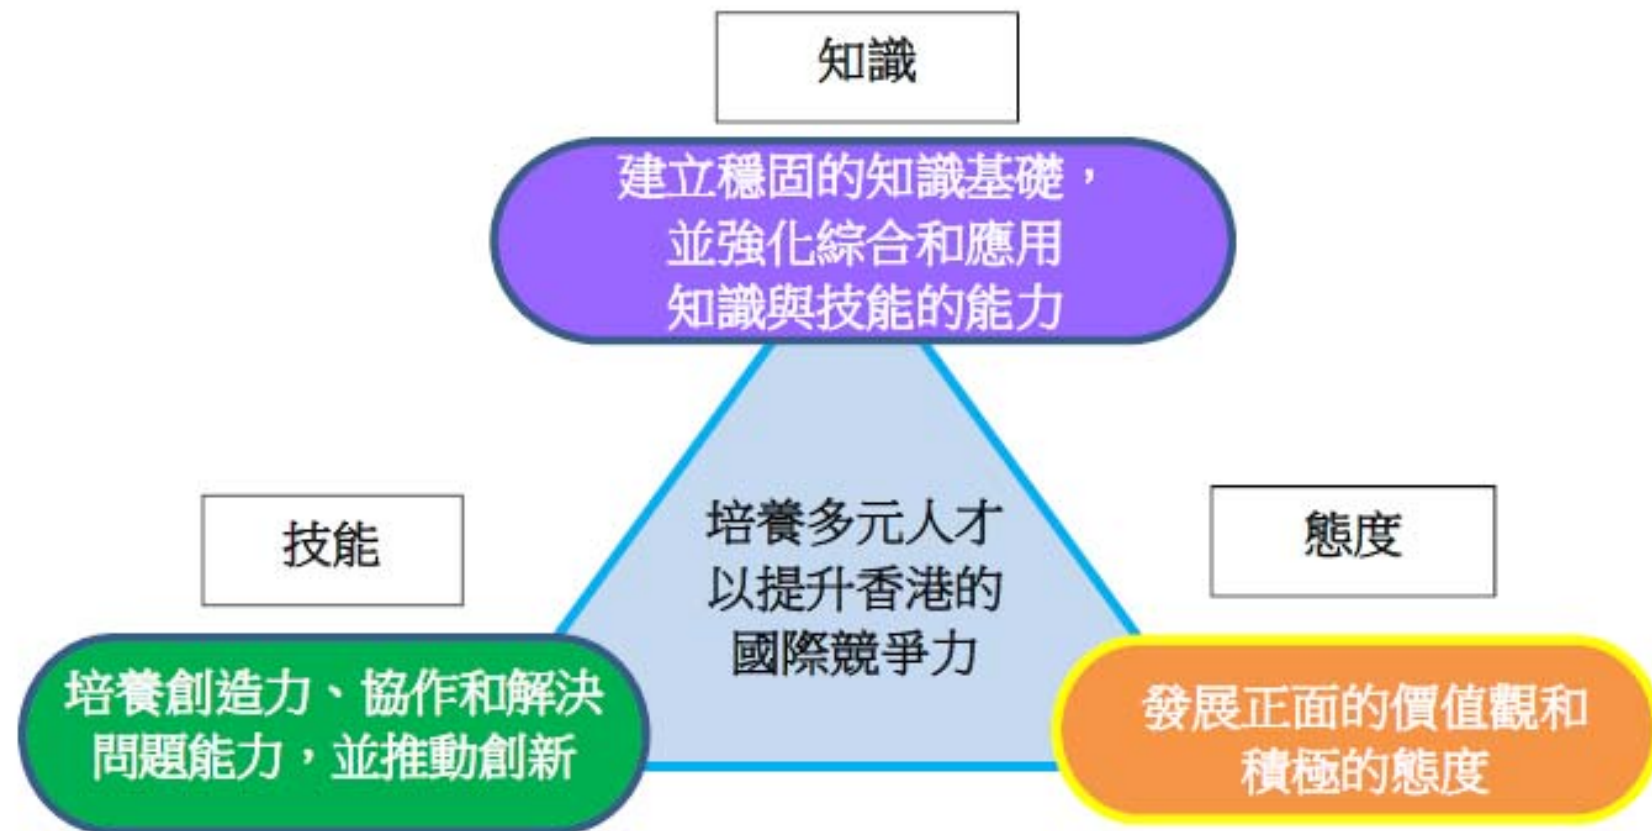 知識
建立穩固的知識基礎，
並強化綜合和應用
知識與技能的能力
培養多元人才
以提升香港的
國際競爭力
技能
培養創造力、協作和解決
問題能力，並推動創新
態度
發展正面的價值觀和
積極的態度